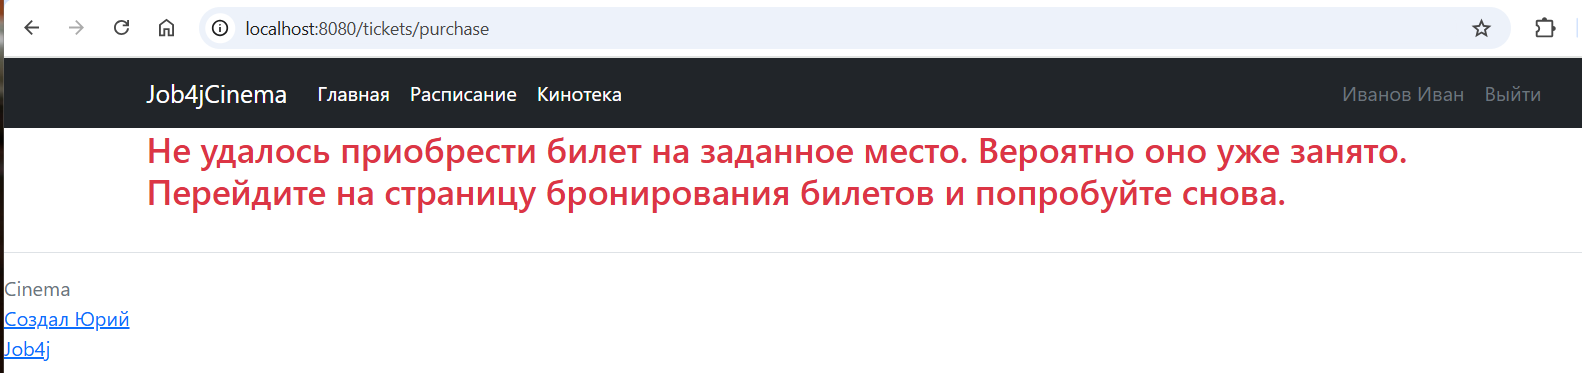 localhost:8080/tickets/purchase
Job4jCinema Главная Расписание Кинотека Иванов Иван Выйти
Не удалось приобрести билет на заданное место. Вероятно оно уже занято.
Перейдите на страницу бронирования билетов и попробуйте снова.
Cinema
Создал Юрий
Job4j